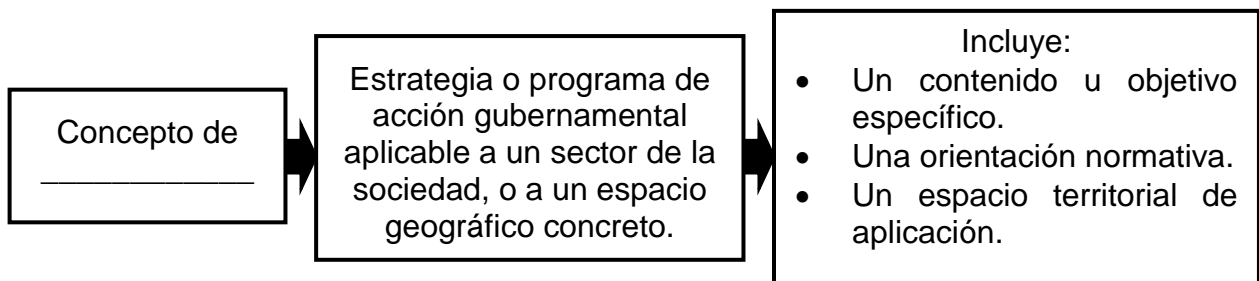 Concepto de
____________
Estrategia o programa de
acción gubernamental
aplicable a un sector de la
sociedad, o a un espacio
geográfico concreto.
Incluye:
• Un contenido u objetivo
específico.
• Una orientación normativa.
• Un espacio territorial de
aplicación.